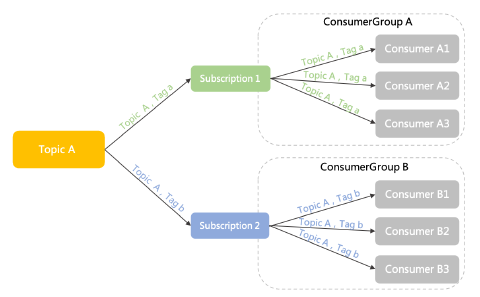 ConsumerGroup A
Topic A , Tag a
Consumer A1
Subscription 1
Topic A , Tag a
Consumer A2
Topic A , Tag a
Consumer A3
Topic A , Tag a
Topic A
Topic A , Tag b
ConsumerGroup B
Topic A , Tag b
Consumer B1
Subscription 2
Topic A , Tag b
Consumer B2
Topic A , Tag b
Consumer B3